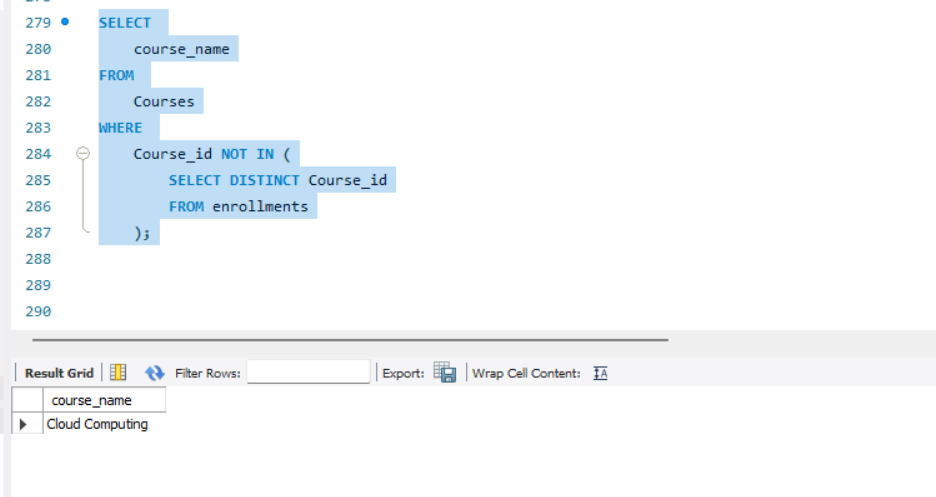 279 SELECT
280 course_name
281 FROM
282 Courses
283 WHERE
284 Course_id NOT IN (
285 SELECT DISTINCT Course_id
286 FROM enrollments
287 );
288
289
290
Result Grid Filter Rows: Export: Wrap Cell Content: IA
course_name
Cloud Computing